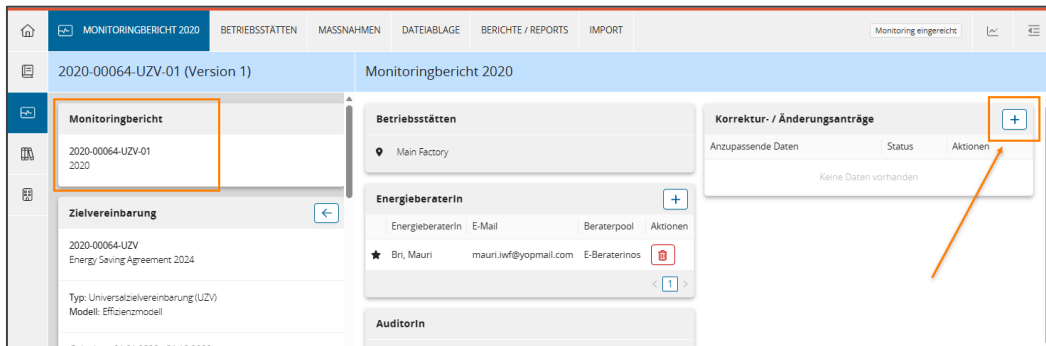 MONITORINGBERICHT 2020 BETRIEBSSTÄTTEN MASSNAHMEN DATEIABLAGE BERICHTE / REPORTS IMPORT Monitoring eingereicht
2020-00064-UZV-01 (Version 1) Monitoringbericht 2020
Monitoringbericht
2020-00064-UZV-01
2020
Zielvereinbarung
2020-00064-UZV
Energy Saving Agreement 2024
Typ: Universalzielvereinbarung (UZV)
Modell: Effizienzmodell
Betriebsstätten
Main Factory
EnergieberaterIn
EnergieberaterIn E-Mail Beraterpool Aktionen
Bri, Mauri mauri.iwf@yopmail.com E-Beraterinos
< 1 >
AuditorIn
Korrektur- / Änderungsanträge
Anzupassende Daten Status Aktionen
Keine Daten vorhanden